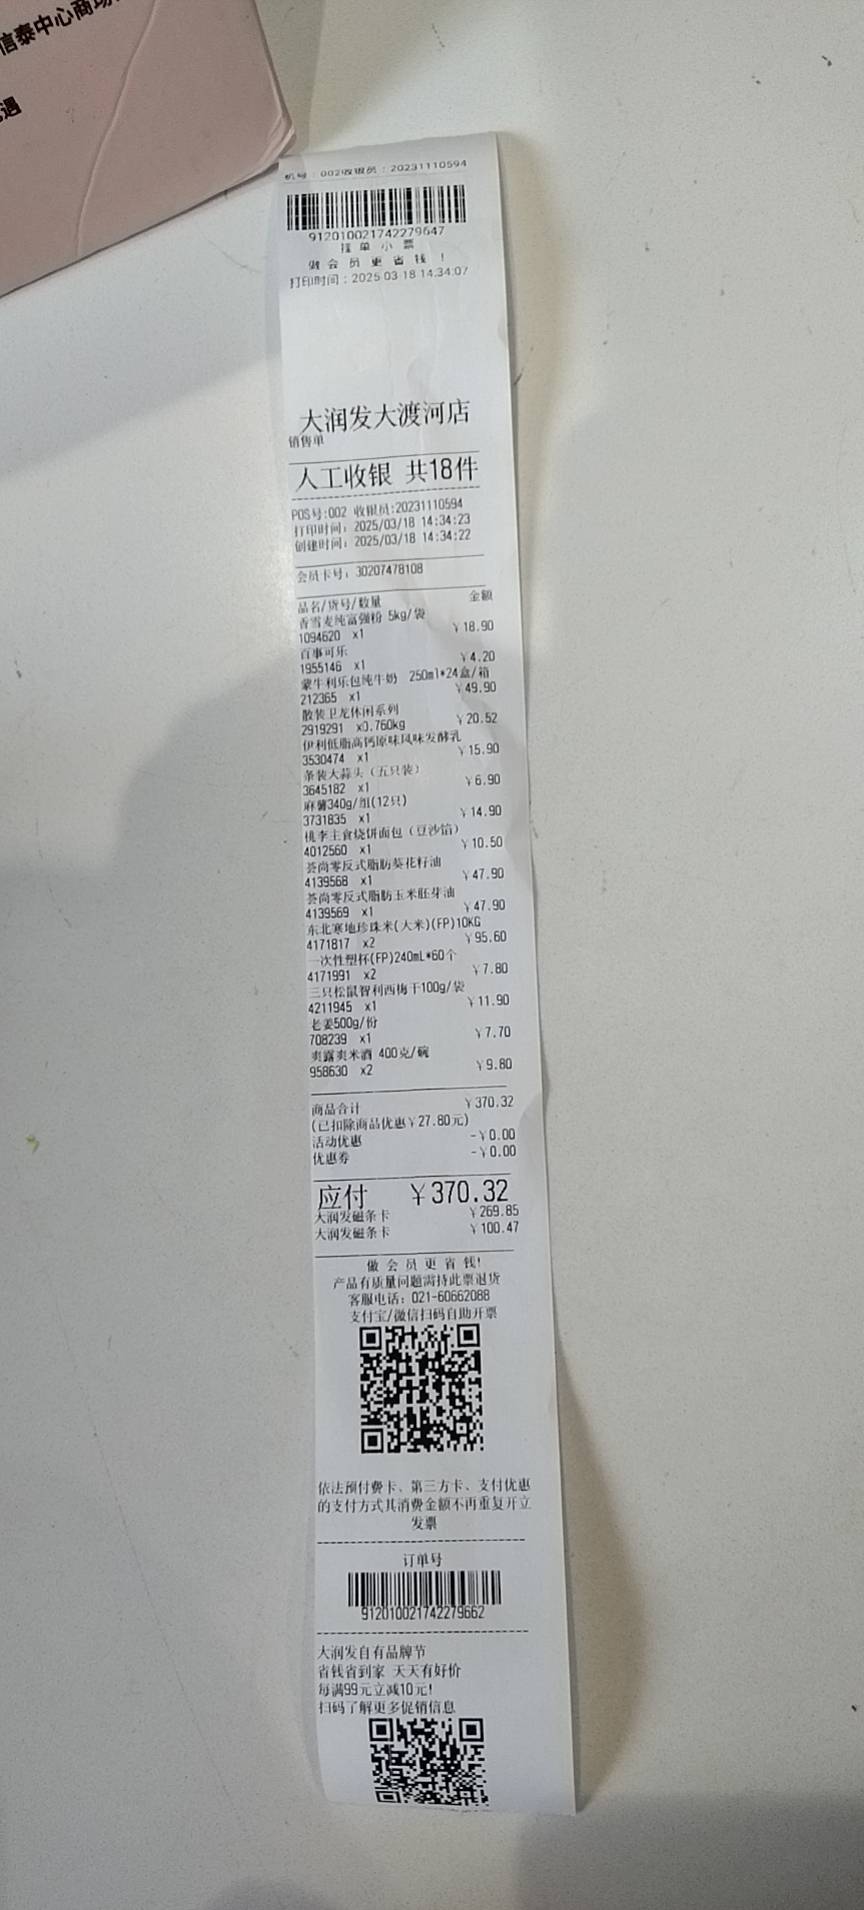 信泰中心商场
遇
机号：002收银员：20231110594
912010021742279647
挂单小票
做会员更省钱！
打印时间：2025 03 18 14:34:07
大润发大渡河店
销售单
人工收银 共18件
POS号:002 收银员:20231110594
打印时间：2025/03/18 14:34:23
创建时间：2025/03/18 14:34:22
会员卡号：30207478108
品名/货号/数量 金额
香雪麦纯富强粉 5kg/袋
1094620 x1 ￥18.90
百事可乐
1955146 x1 ￥4.20
蒙牛利乐包纯牛奶 250ml*24盒/箱
212365 x1 ￥49.90
散装卫龙休闲系列
2919291 x0.760kg ￥20.52
伊利低脂高钙原味风味发酵乳
3530474 x1 ￥15.90
条装大蒜头（五只装）
3645182 x1 ￥6.90
麻薯340g/组(12只)
3731835 x1 ￥14.90
桃李主食烧饼面包（豆沙馅）
4012560 x1 ￥10.50
荟尚零反式脂肪葵花籽油
4139568 x1 ￥47.90
荟尚零反式脂肪玉米胚芽油
4139569 x1 ￥47.90
东北寒地珍珠米(大米)(FP)10KG
4171817 x2 ￥95.60
一次性塑杯(FP)240mL*60个
4171991 x2 ￥7.80
三只松鼠智利西梅干100g/袋
4211945 x1 ￥11.90
老姜500g/份
708239 x1 ￥7.70
爽露爽米酒 400克/碗
958630 x2 ￥9.80
商品合计 ￥370.32
(已扣除商品优惠￥27.80元)
活动优惠 -￥0.00
优惠券 -￥0.00
应付 ￥370.32
大润发磁条卡 ￥269.85
大润发磁条卡 ￥100.47
做会员更省钱!
产品有质量问题需持此票退货
客服电话：021-60662088
支付宝/微信扫码自助开票
依法预付费卡、第三方卡、支付优惠
的支付方式其消费金额不再重复开立
发票
订单号
912010021742279662
大润发自有品牌节
省钱省到家 天天有好价
每满99元立减10元!
扫码了解更多促销信息